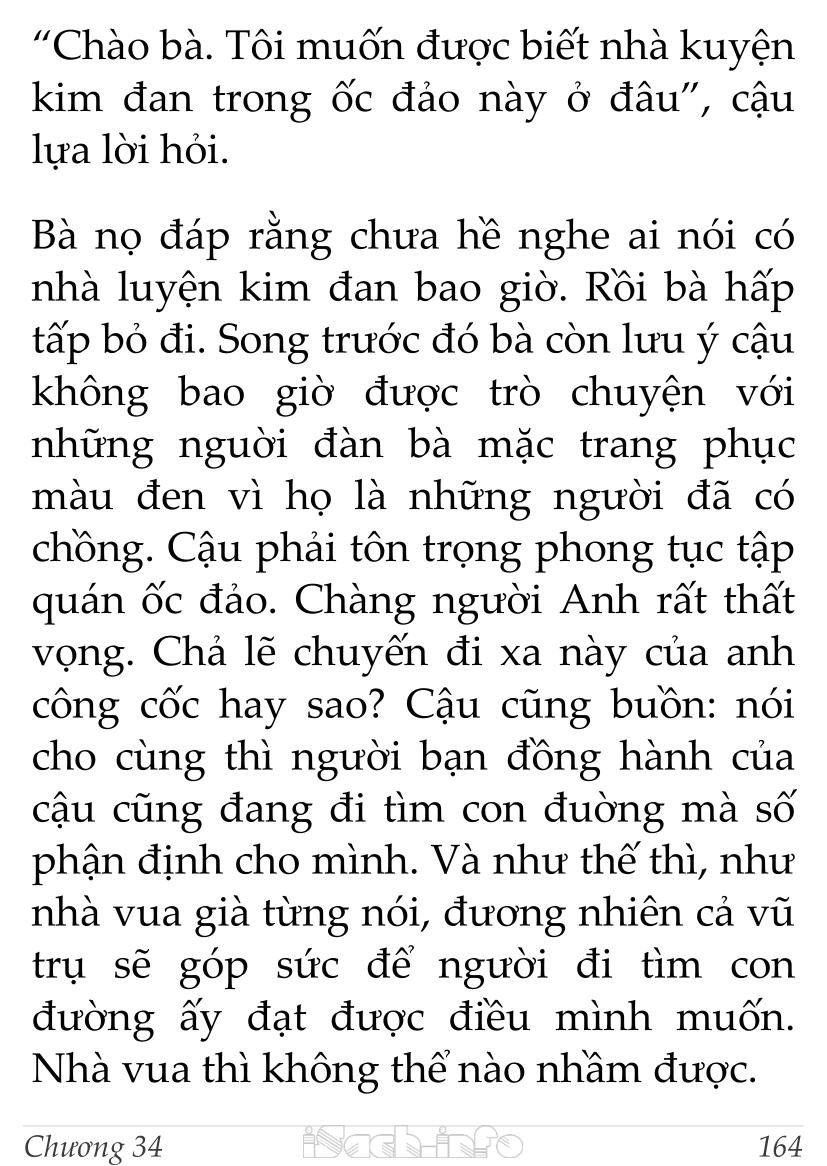 “Chào bà. Tôi muốn được biết nhà kuyện
kim đan trong ốc đảo này ở đâu”, cậu
lựa lời hỏi.
Bà nọ đáp rằng chưa hề nghe ai nói có
nhà luyện kim đan bao giờ. Rồi bà hấp
tấp bỏ đi. Song trước đó bà còn lưu ý cậu
không bao giờ được trò chuyện với
những nguời đàn bà mặc trang phục
màu đen vì họ là những người đã có
chồng. Cậu phải tôn trọng phong tục tập
quán ốc đảo. Chàng người Anh rất thất
vọng. Chả lẽ chuyến đi xa này của anh
công cốc hay sao? Cậu cũng buồn: nói
cho cùng thì người bạn đồng hành của
cậu cũng đang đi tìm con đuờng mà số
phận định cho mình. Và như thế thì, như
nhà vua già từng nói, đương nhiên cả vũ
trụ sẽ góp sức để người đi tìm con
đường ấy đạt được điều mình muốn.
Nhà vua thì không thể nào nhầm được.
Chương 34 iSach.info 164